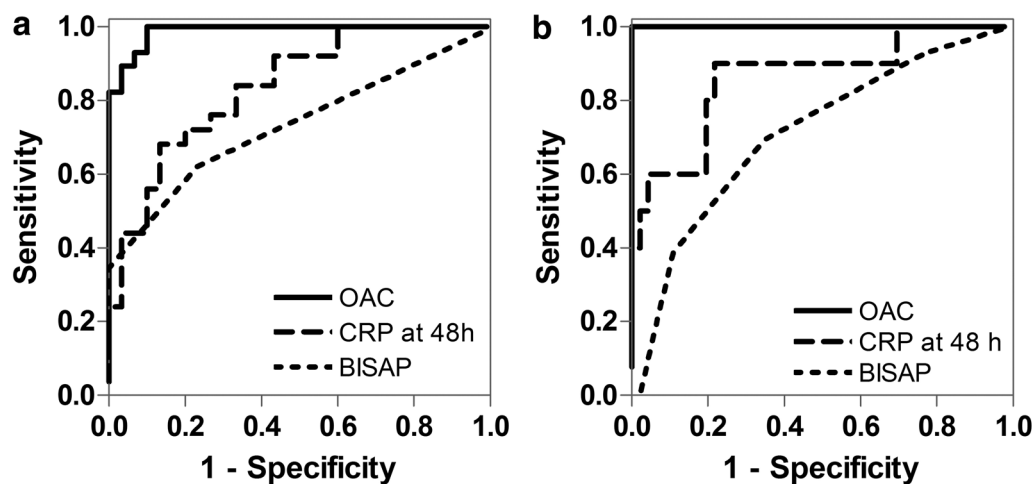 a
1.0
0.8
0.6
0.4
0.2
0.0
Sensitivity
OAC
CRP at 48h
BISAP
0.0 0.2 0.4 0.6 0.8 1.0
1 - Specificity
b
1.0
0.8
0.6
0.4
0.2
0.0
Sensitivity
OAC
CRP at 48 h
BISAP
0.0 0.2 0.4 0.6 0.8 1.0
1 - Specificity